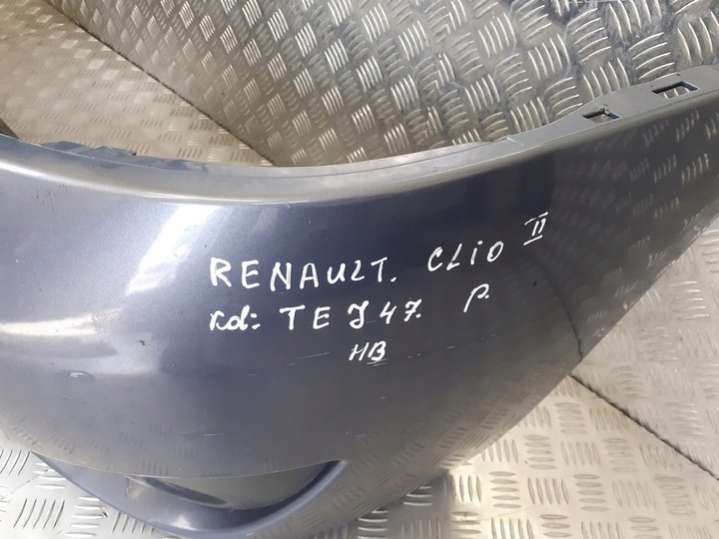 RENAULT. CLIO II
kd: TEJ47. P.
HB